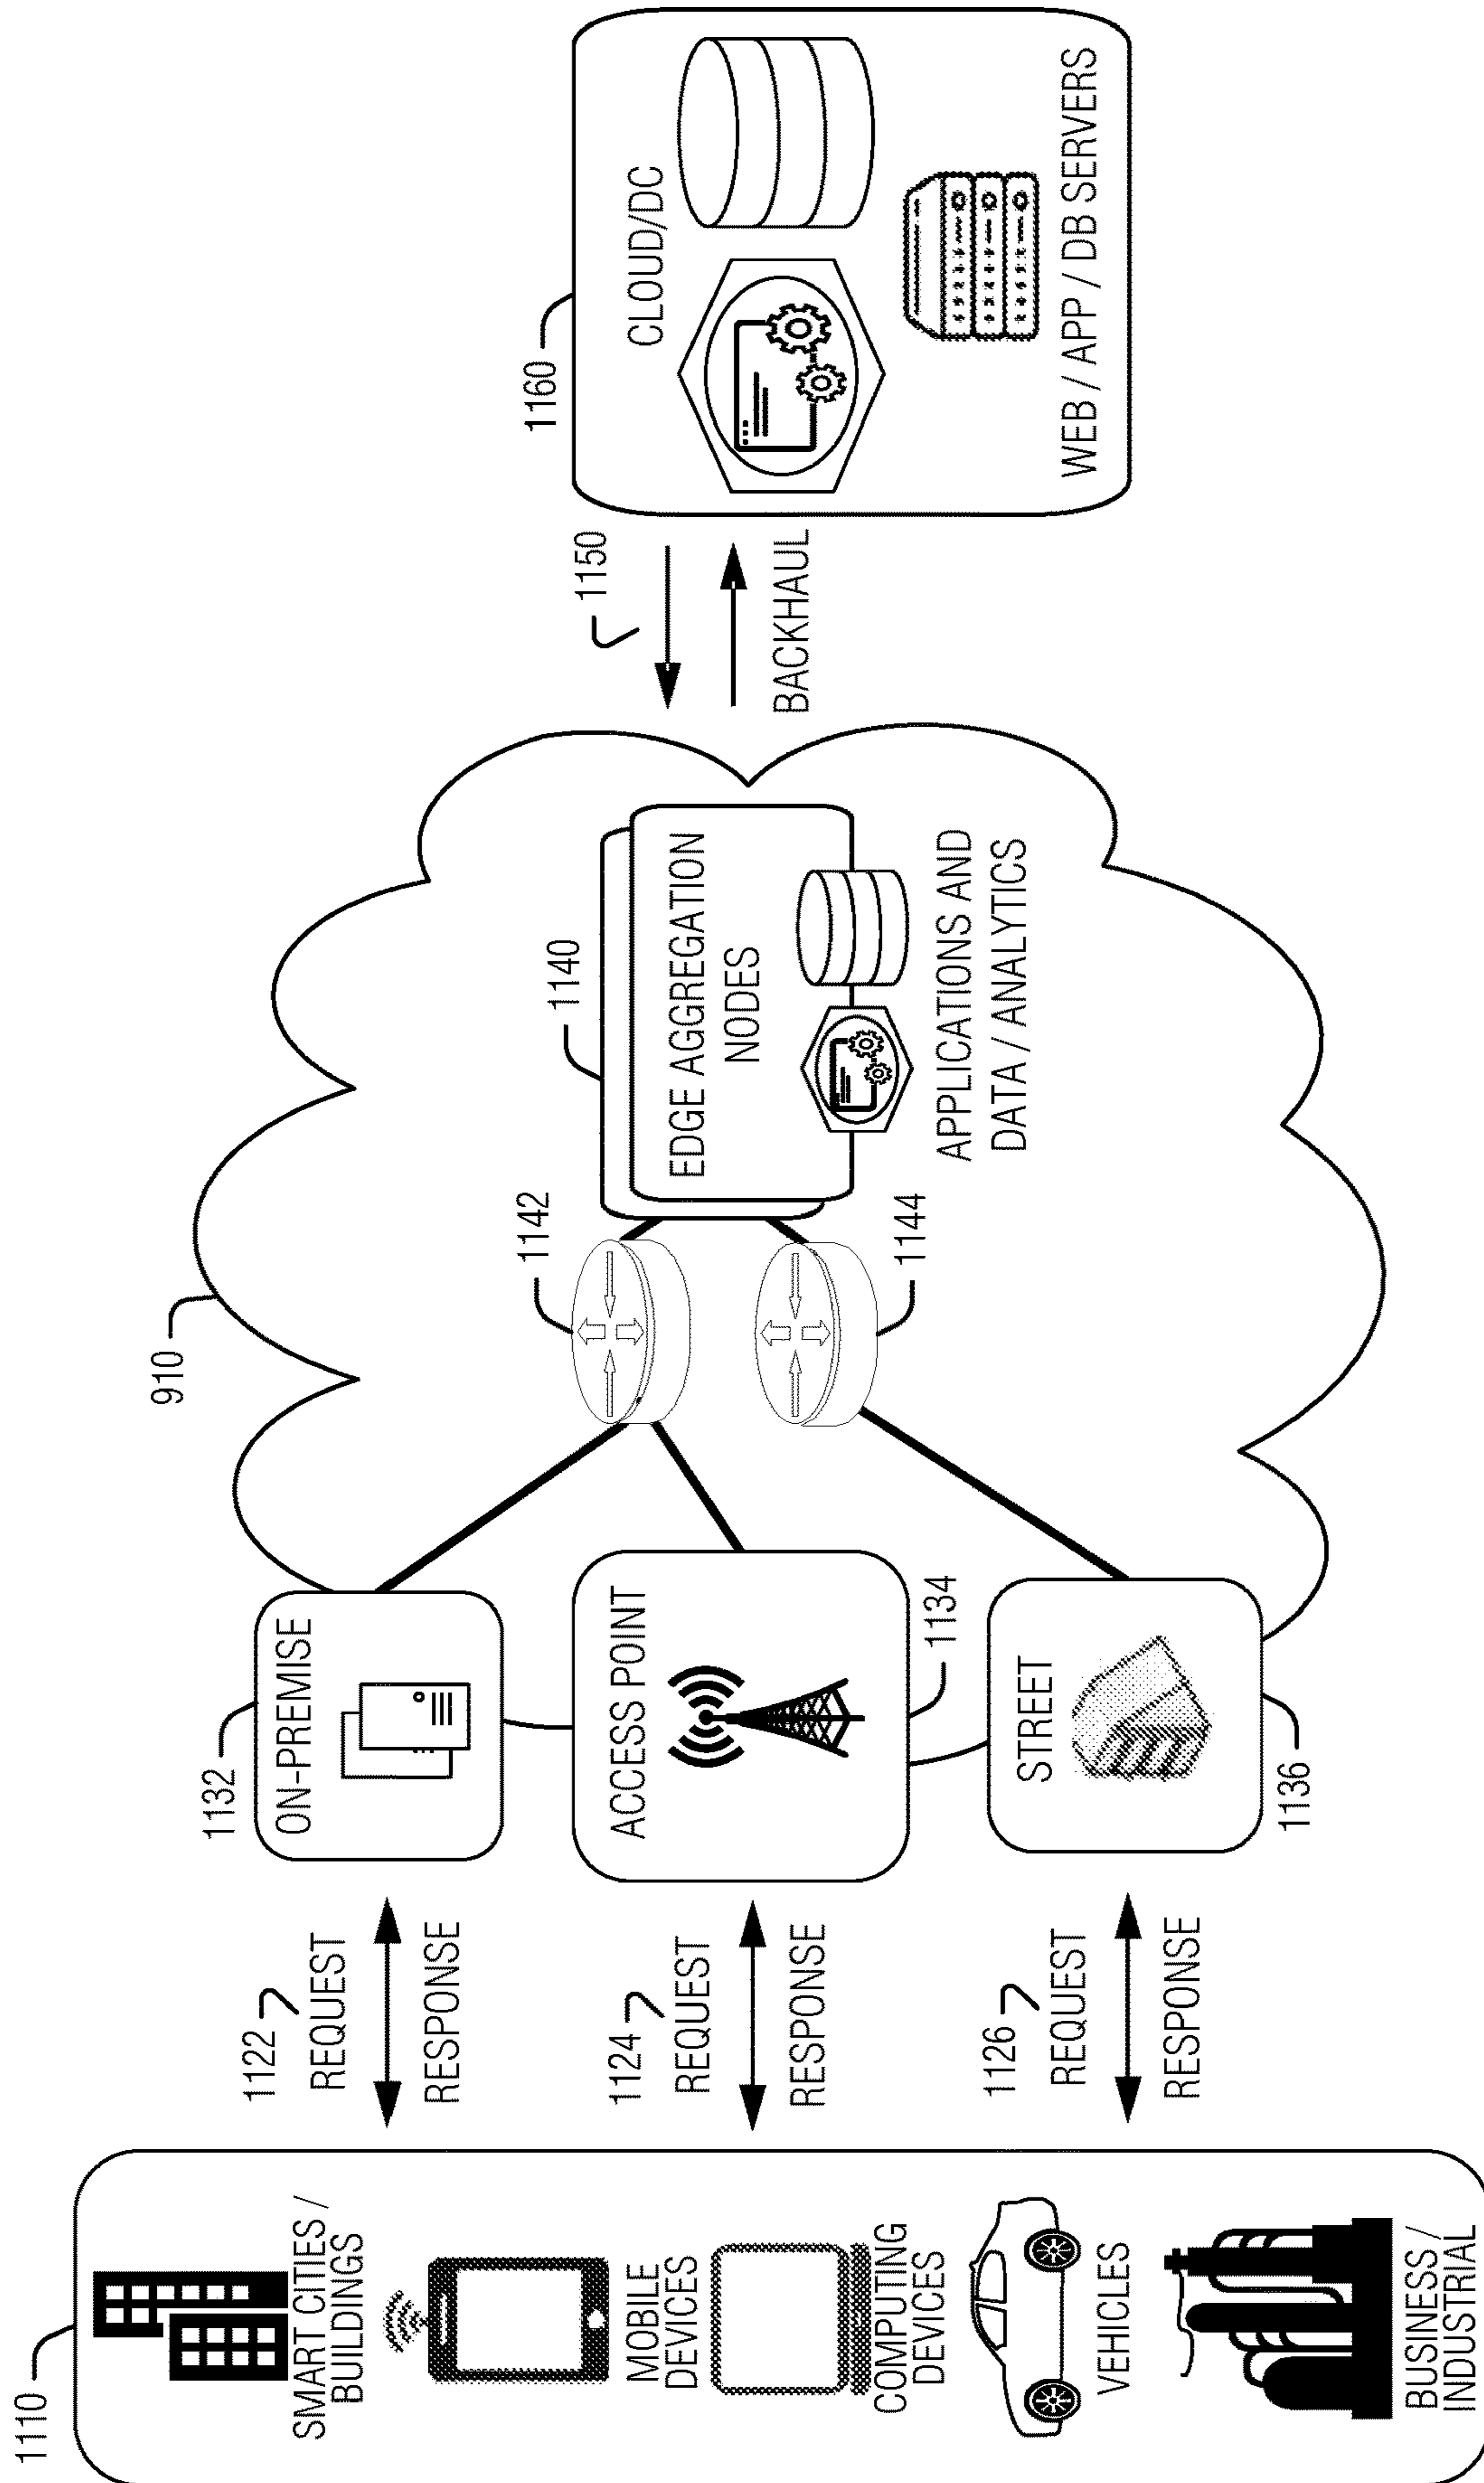 1110
SMART CITIES /
BUILDINGS
MOBILE
DEVICES
COMPUTING
DEVICES
VEHICLES
BUSINESS /
INDUSTRIAL
1122
REQUEST
RESPONSE
1124
REQUEST
RESPONSE
1126
REQUEST
RESPONSE
1132
ON-PREMISE
ACCESS POINT
1134
STREET
1136
910
1142
1144
1140
EDGE AGGREGATION
NODES
APPLICATIONS AND
DATA / ANALYTICS
1150
BACKHAUL
1160
CLOUD/DC
WEB / APP / DB SERVERS